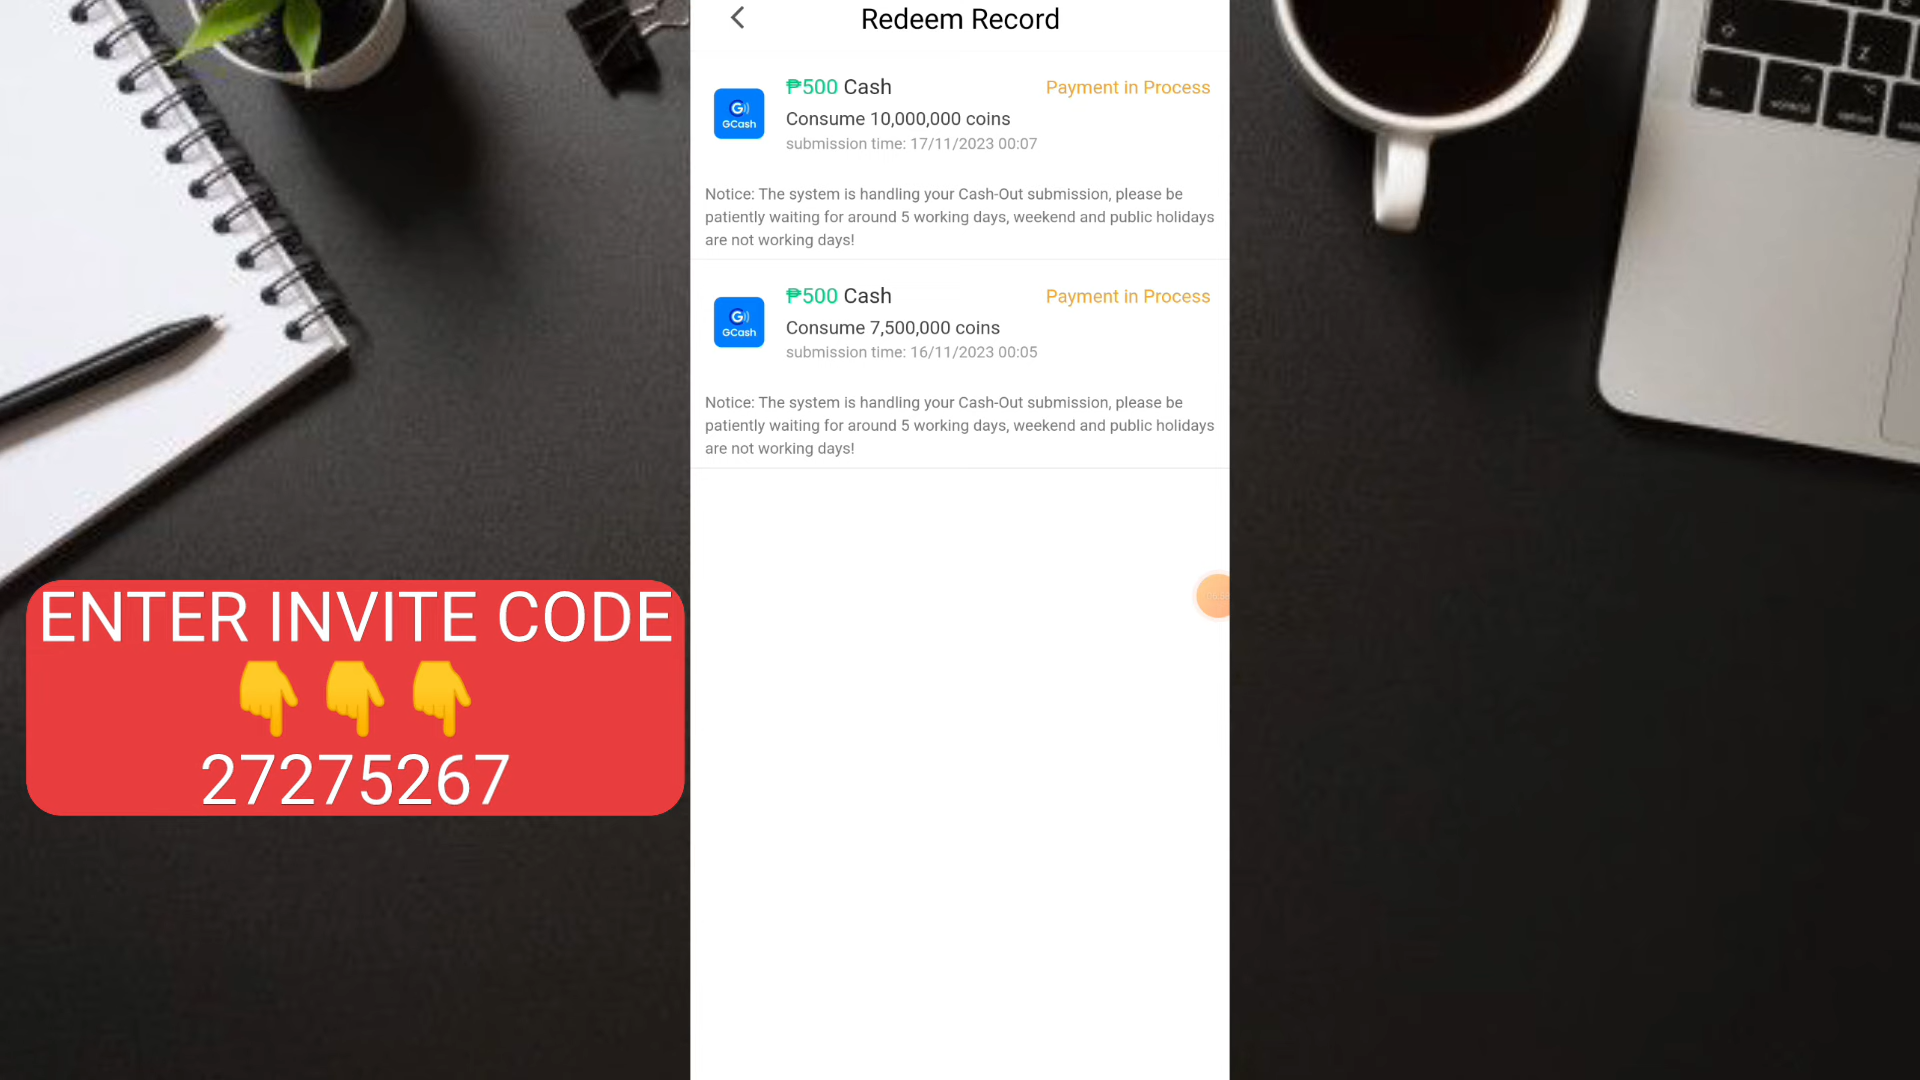 Redeem Record
₱500 Cash
Payment in Process
GCash
Consume 10,000,000 coins
submission time: 17/11/2023 00:07
Notice: The system is handling your Cash-Out submission, please be
patiently waiting for around 5 working days, weekend and public holidays
are not working days!
₱500 Cash
Payment in Process
GCash
Consume 7,500,000 coins
submission time: 16/11/2023 00:05
Notice: The system is handling your Cash-Out submission, please be
patiently waiting for around 5 working days, weekend and public holidays
are not working days!
ENTER INVITE CODE
👇👇👇
27275267